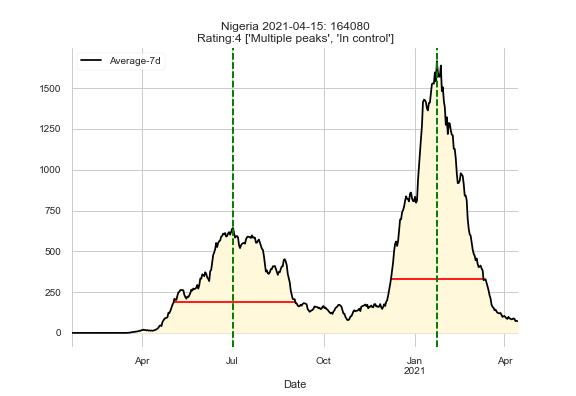 Nigeria 2021-04-15: 164080
Rating:4 ['Multiple peaks', 'In control']
Average-7d
1500
1250
1000
750
500
250
0
Apr
Jul
Oct
Jan
2021
Apr
Date